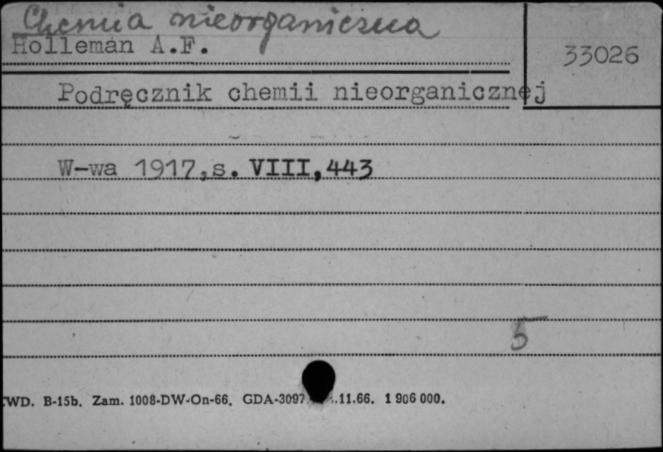 Chemia nieorganiczna
Holleman A.F.
33026
Podręcznik chemii nieorganicznej
W-wa 1917,s. VIII,443
5
WD. B-15b. Zam. 1008-DW-On-66. GDA-3097 .11.66. 1 906 000.